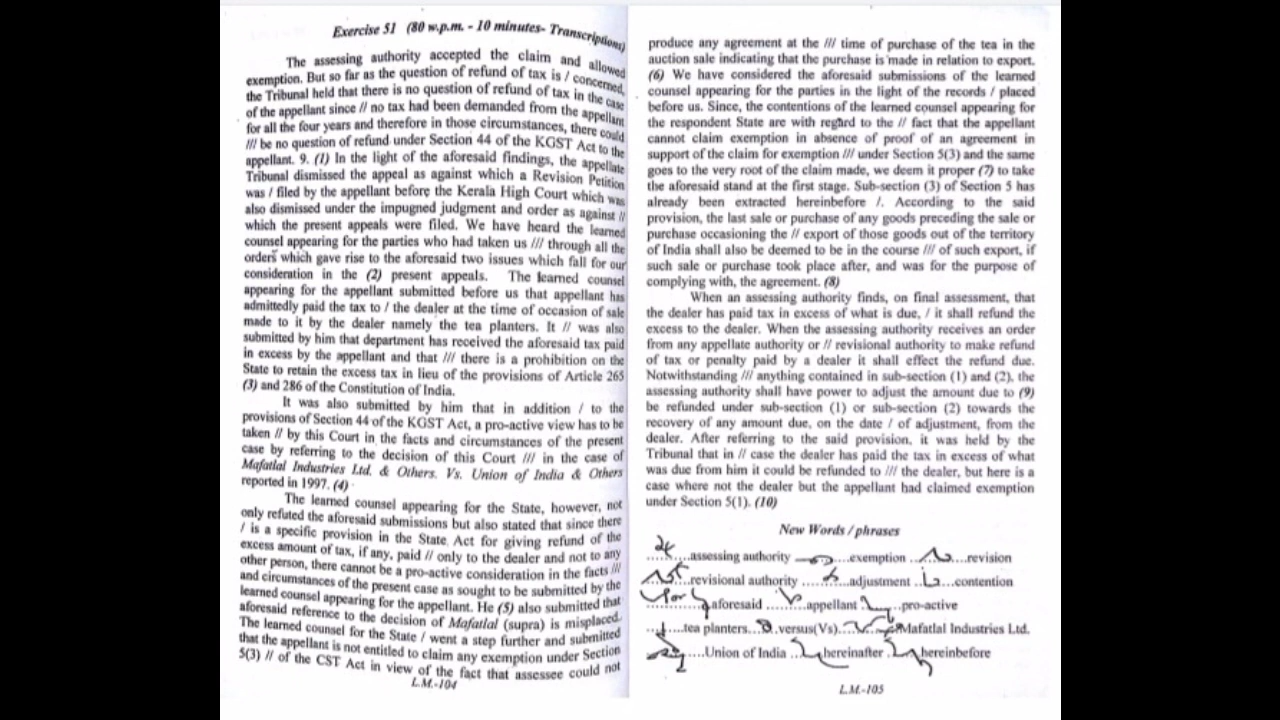 Exercise 51 (80 w.p.m. - 10 minutes- Transcriptions)
The assessing authority accepted the claim and allowed
exemption. But so far as the question of refund of tax is / concerned,
the Tribunal held that there is no question of refund of tax in the case
of the appellant since // no tax had been demanded from the appellant
for all the four years and therefore in those circumstances, there could
/// be no question of refund under Section 44 of the KGST Act to the
appellant. 9. (1) In the light of the aforesaid findings, the appellate
Tribunal dismissed the appeal as against which a Revision Petition
was / filed by the appellant before the Kerala High Court which was
also dismissed under the impugned judgment and order as against //
which the present appeals were filed. We have heard the learned
counsel appearing for the parties who had taken us /// through all the
orders which gave rise to the aforesaid two issues which fall for our
consideration in the (2) present appeals. The learned counsel
appearing for the appellant submitted before us that appellant has
admittedly paid the tax to / the dealer at the time of occasion of sale
made to it by the dealer namely the tea planters. It // was also
submitted by him that department has received the aforesaid tax paid
in excess by the appellant and that /// there is a prohibition on the
State to retain the excess tax in lieu of the provisions of Article 265
(3) and 286 of the Constitution of India.
It was also submitted by him that in addition / to the
provisions of Section 44 of the KGST Act, a pro-active view has to be
taken // by this Court in the facts and circumstances of the present
case by referring to the decision of this Court /// in the case of
Mafatlal Industries Ltd. & Others. Vs. Union of India & Others
reported in 1997. (4)
The learned counsel appearing for the State, however, not
only refuted the aforesaid submissions but also stated that since there
/ is a specific provision in the State Act for giving refund of the
excess amount of tax, if any, paid // only to the dealer and not to any
other person, there cannot be a pro-active consideration in the facts ///
and circumstances of the present case as sought to be submitted by the
learned counsel appearing for the appellant. He (5) also submitted that
aforesaid reference to the decision of Mafatlal (supra) is misplaced.
The learned counsel for the State / went a step further and submitted
that the appellant is not entitled to claim any exemption under Section
5(3) // of the CST Act in view of the fact that assessee could not
L.M.-104
produce any agreement at the /// time of purchase of the tea in the
auction sale indicating that the purchase is made in relation to export.
(6) We have considered the aforesaid submissions of the learned
counsel appearing for the parties in the light of the records / placed
before us. Since, the contentions of the learned counsel appearing for
the respondent State are with regard to the // fact that the appellant
cannot claim exemption in absence of proof of an agreement in
support of the claim for exemption /// under Section 5(3) and the same
goes to the very root of the claim made, we deem it proper (7) to take
the aforesaid stand at the first stage. Sub-section (3) of Section 5 has
already been extracted hereinbefore /. According to the said
provision, the last sale or purchase of any goods preceding the sale or
purchase occasioning the // export of those goods out of the territory
of India shall also be deemed to be in the course /// of such export, if
such sale or purchase took place after, and was for the purpose of
complying with, the agreement. (8)
When an assessing authority finds, on final assessment, that
the dealer has paid tax in excess of what is due, / it shall refund the
excess to the dealer. When the assessing authority receives an order
from any appellate authority or // revisional authority to make refund
of tax or penalty paid by a dealer it shall effect the refund due.
Notwithstanding /// anything contained in sub-section (1) and (2), the
assessing authority shall have power to adjust the amount due to (9)
be refunded under sub-section (1) or sub-section (2) towards the
recovery of any amount due, on the date / of adjustment, from the
dealer. After referring to the said provision, it was held by the
Tribunal that in // case the dealer has paid the tax in excess of what
was due from him it could be refunded to /// the dealer, but here is a
case where not the dealer but the appellant had claimed exemption
under Section 5(1). (10)
New Words / phrases
assessing authority exemption revision
revisional authority adjustment contention
aforesaid appellant pro-active
tea planters versus(Vs) Mafatlal Industries Ltd.
Union of India hereinafter hereinbefore
L.M.-105